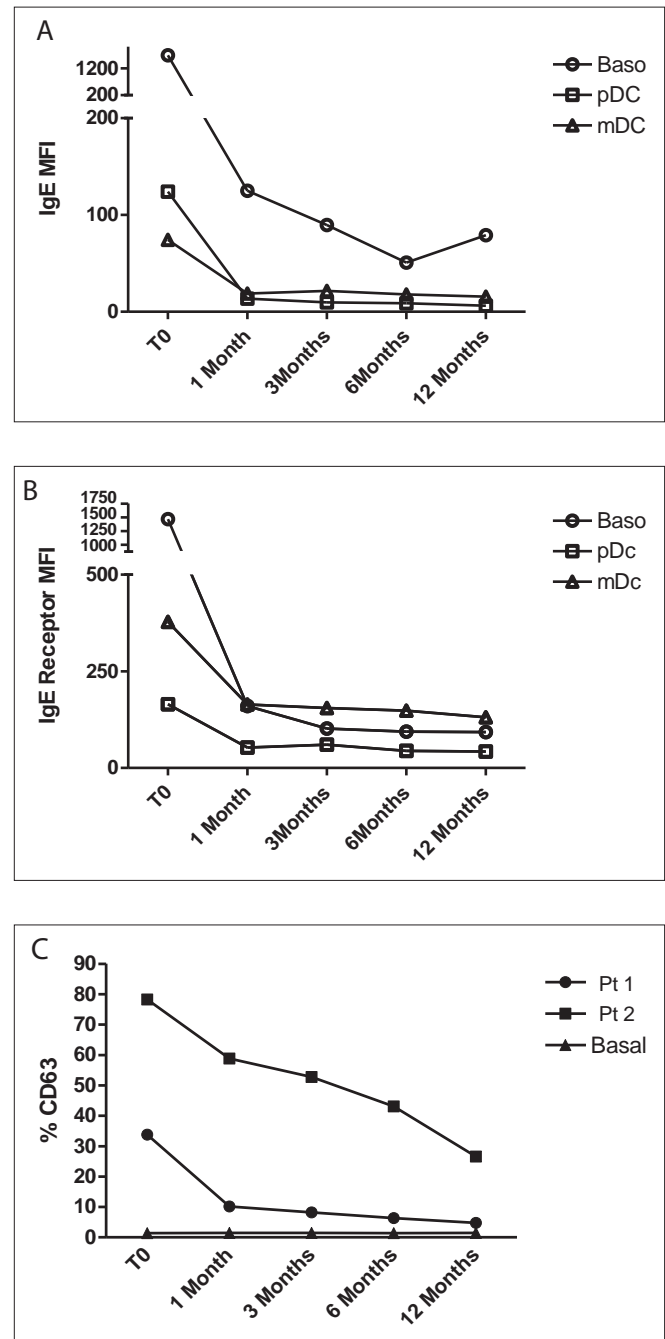 A
1200
200
200
100
0
IgE MFI
Baso
pDC
mDC
T0
1 Month
3Months
6Months
12 Months
B
1750
1500
1250
1000
500
250
0
IgE Receptor MFI
Baso
pDc
mDc
T0
1 Month
3Months
6Months
12 Months
C
90
80
70
60
50
40
30
20
10
0
% CD63
Pt 1
Pt 2
Basal
T0
1 Month
3 Months
6 Months
12 Months